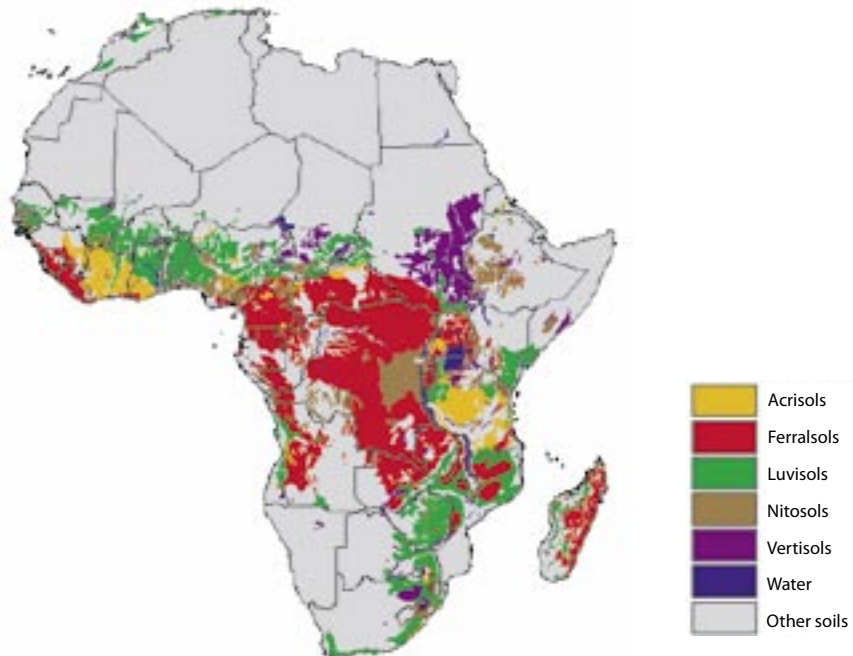 Acrisols
Ferralsols
Luvisols
Nitosols
Vertisols
Water
Other soils